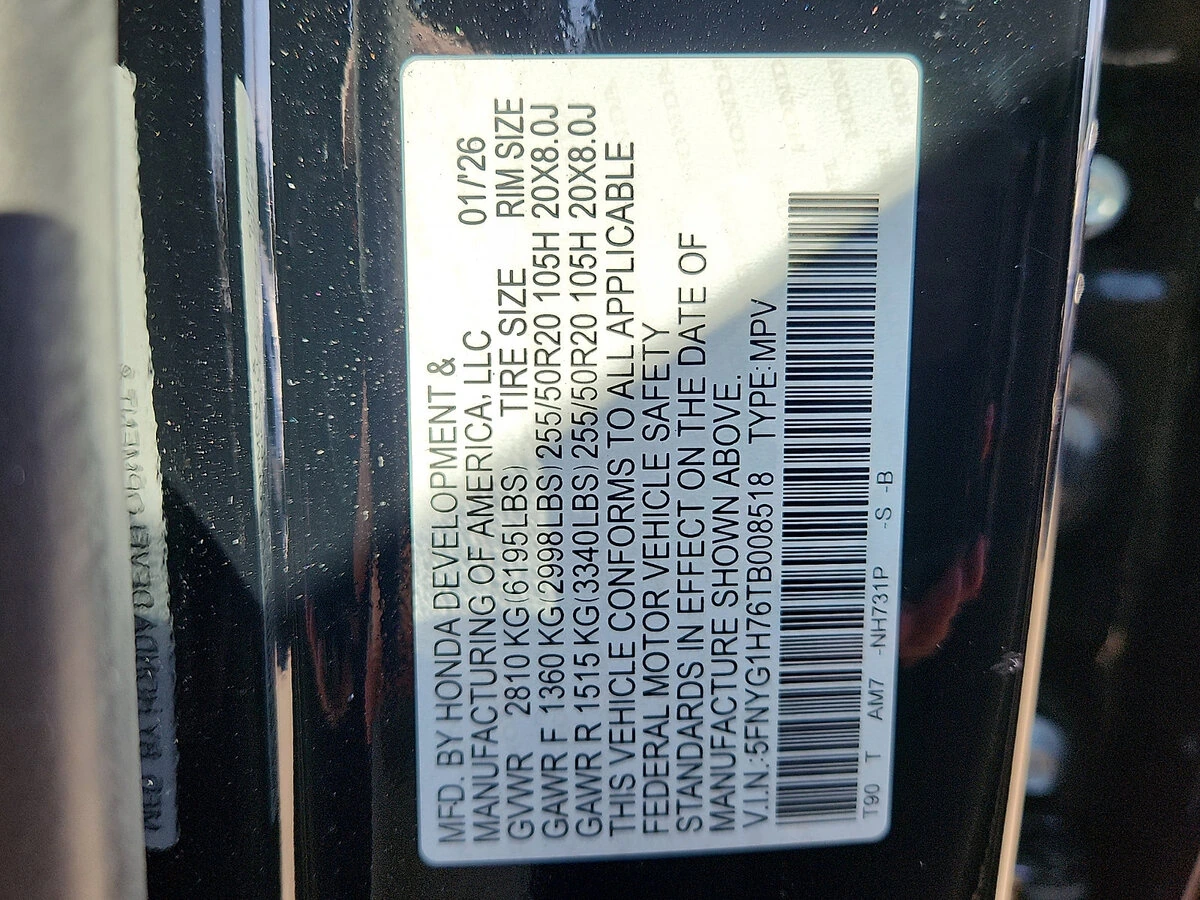 MFD. BY HONDA DEVELOPMENT &
MANUFACTURING OF AMERICA, LLC 01/'26
GVWR 2810 KG(6195LBS) TIRE SIZE RIM SIZE
GAWR F 1360 KG(2998LBS)255/50R20 105H 20X8.0J
GAWR R 1515 KG(3340LBS)255/50R20 105H 20X8.0J
THIS VEHICLE CONFORMS TO ALL APPLICABLE
FEDERAL MOTOR VEHICLE SAFETY
STANDARDS IN EFFECT ON THE DATE OF
MANUFACTURE SHOWN ABOVE.
V.I.N.:5FNYG1H76TB008518 TYPE:MPV
T90 T AM7 -NH731P -S -B